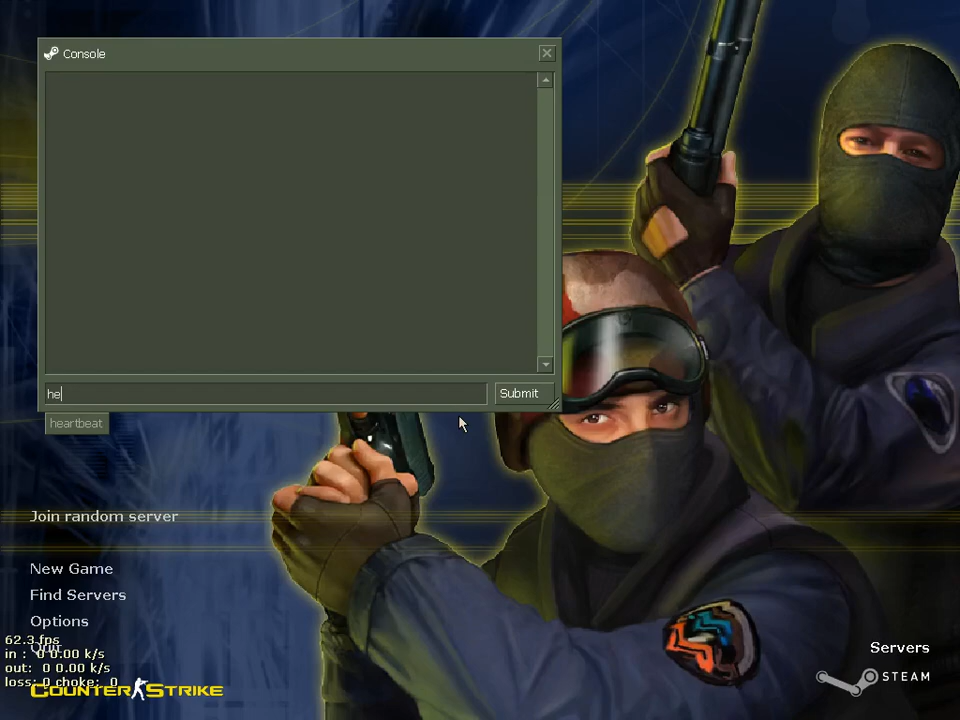 Console
he
Submit
heartbeat
Join random server
New Game
Find Servers
Options
Quit
62.3 fps
in : 0 0.00 k/s
out: 0 0.00 k/s
loss: 0 choke: 0
Counter Strike
Servers
STEAM